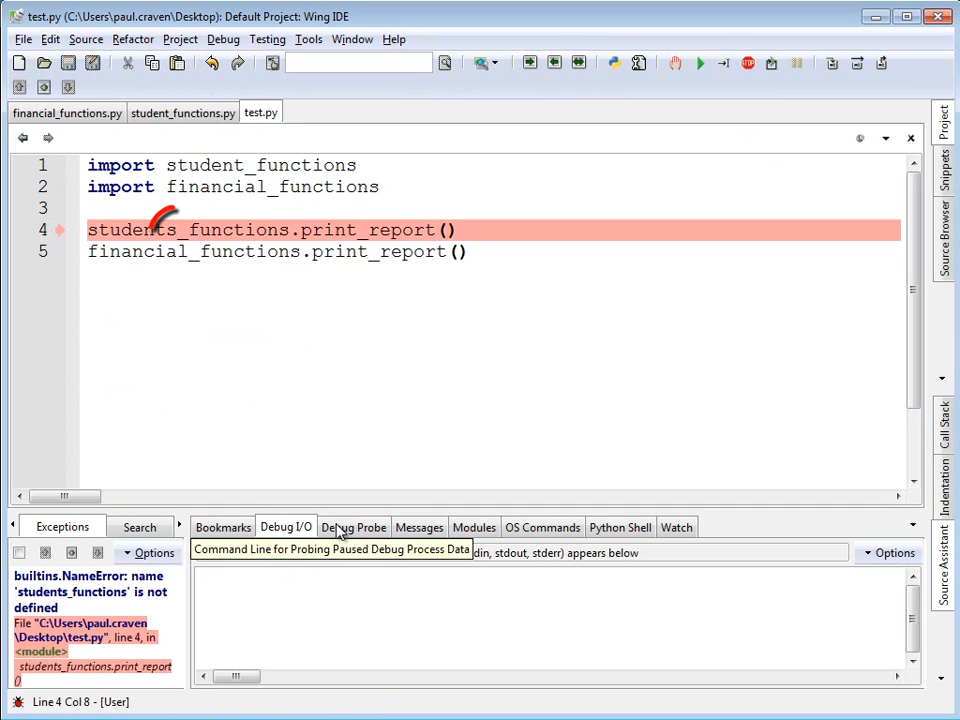 test.py (C:\Users\paul.craven\Desktop): Default Project: Wing IDE
File Edit Source Refactor Project Debug Testing Tools Window Help
financial_functions.py student_functions.py test.py
1 import student_functions
2 import financial_functions
3
4 students_functions.print_report()
5 financial_functions.print_report()
Project
Snippets
Source Browser
Call Stack
Indentation
Source Assistant
Exceptions Search Bookmarks Debug I/O Debug Probe Messages Modules OS Commands Python Shell Watch
Options
Command Line for Probing Paused Debug Process Data
din, stdout, stderr) appears below
Options
builtins.NameError: name
'students_functions' is not
defined
File "C:\Users\paul.craven
\Desktop\test.py", line 4, in
<module>
students_functions.print_report
()
Line 4 Col 8 - [User]